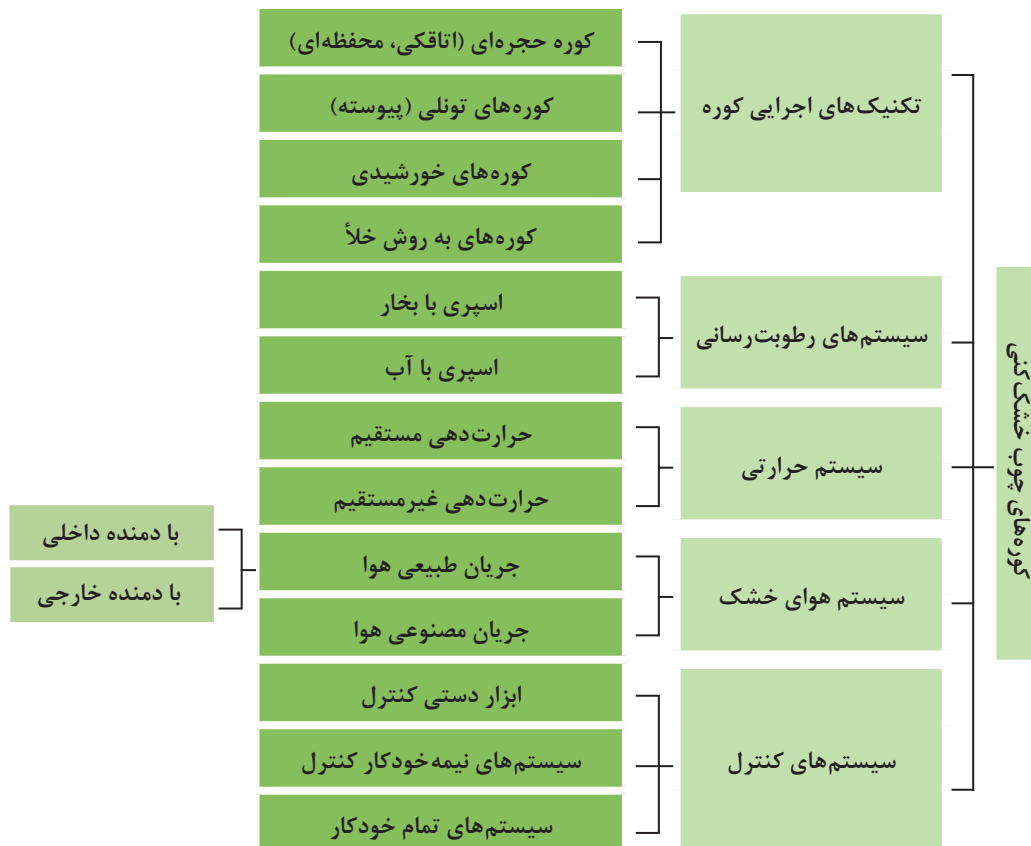 کوره‌های چوب خشک‌کنی
تکنیک‌های اجرایی کوره
کوره حجره‌ای (اتاقکی، محفظه‌ای)
کوره‌های تونلی (پیوسته)
کوره‌های خورشیدی
کوره‌های به روش خلأ
سیستم‌های رطوبت‌رسانی
اسپری با بخار
اسپری با آب
سیستم حرارتی
حرارت‌دهی مستقیم
حرارت‌دهی غیرمستقیم
سیستم هوای خشک
جریان طبیعی هوا
با دمنده داخلی
با دمنده خارجی
جریان مصنوعی هوا
سیستم‌های کنترل
ابزار دستی کنترل
سیستم‌های نیمه‌خودکار کنترل
سیستم‌های تمام خودکار